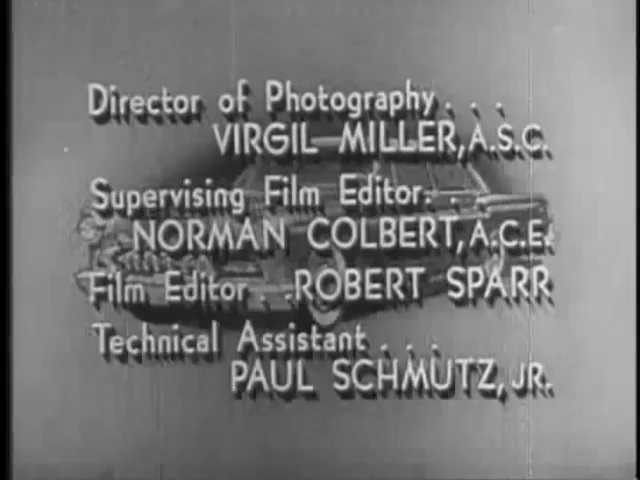 Director of Photography . . .
VIRGIL MILLER, A.S.C.
Supervising Film Editor. . .
NORMAN COLBERT, A.C.E.
Film Editor . . ROBERT SPARR
Technical Assistant . . .
PAUL SCHMUTZ, JR.